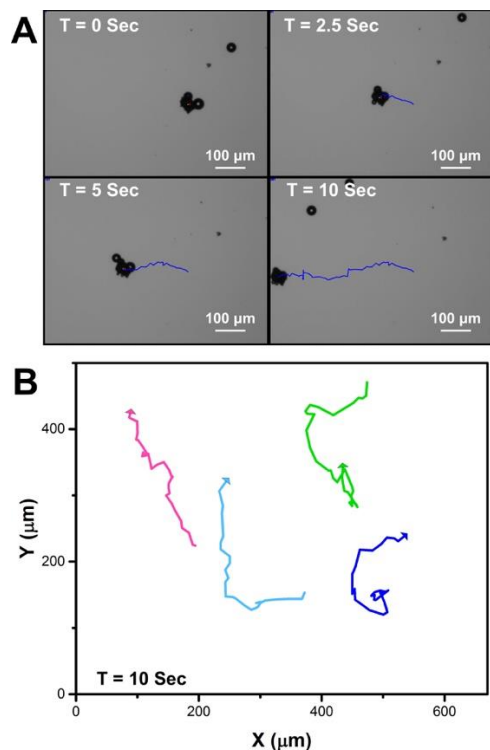 A
T = 0 Sec
T = 2.5 Sec
100 μm
100 μm
T = 5 Sec
T = 10 Sec
100 μm
100 μm
B
Y (μm)
400
200
0
T = 10 Sec
0
200
400
600
X (μm)